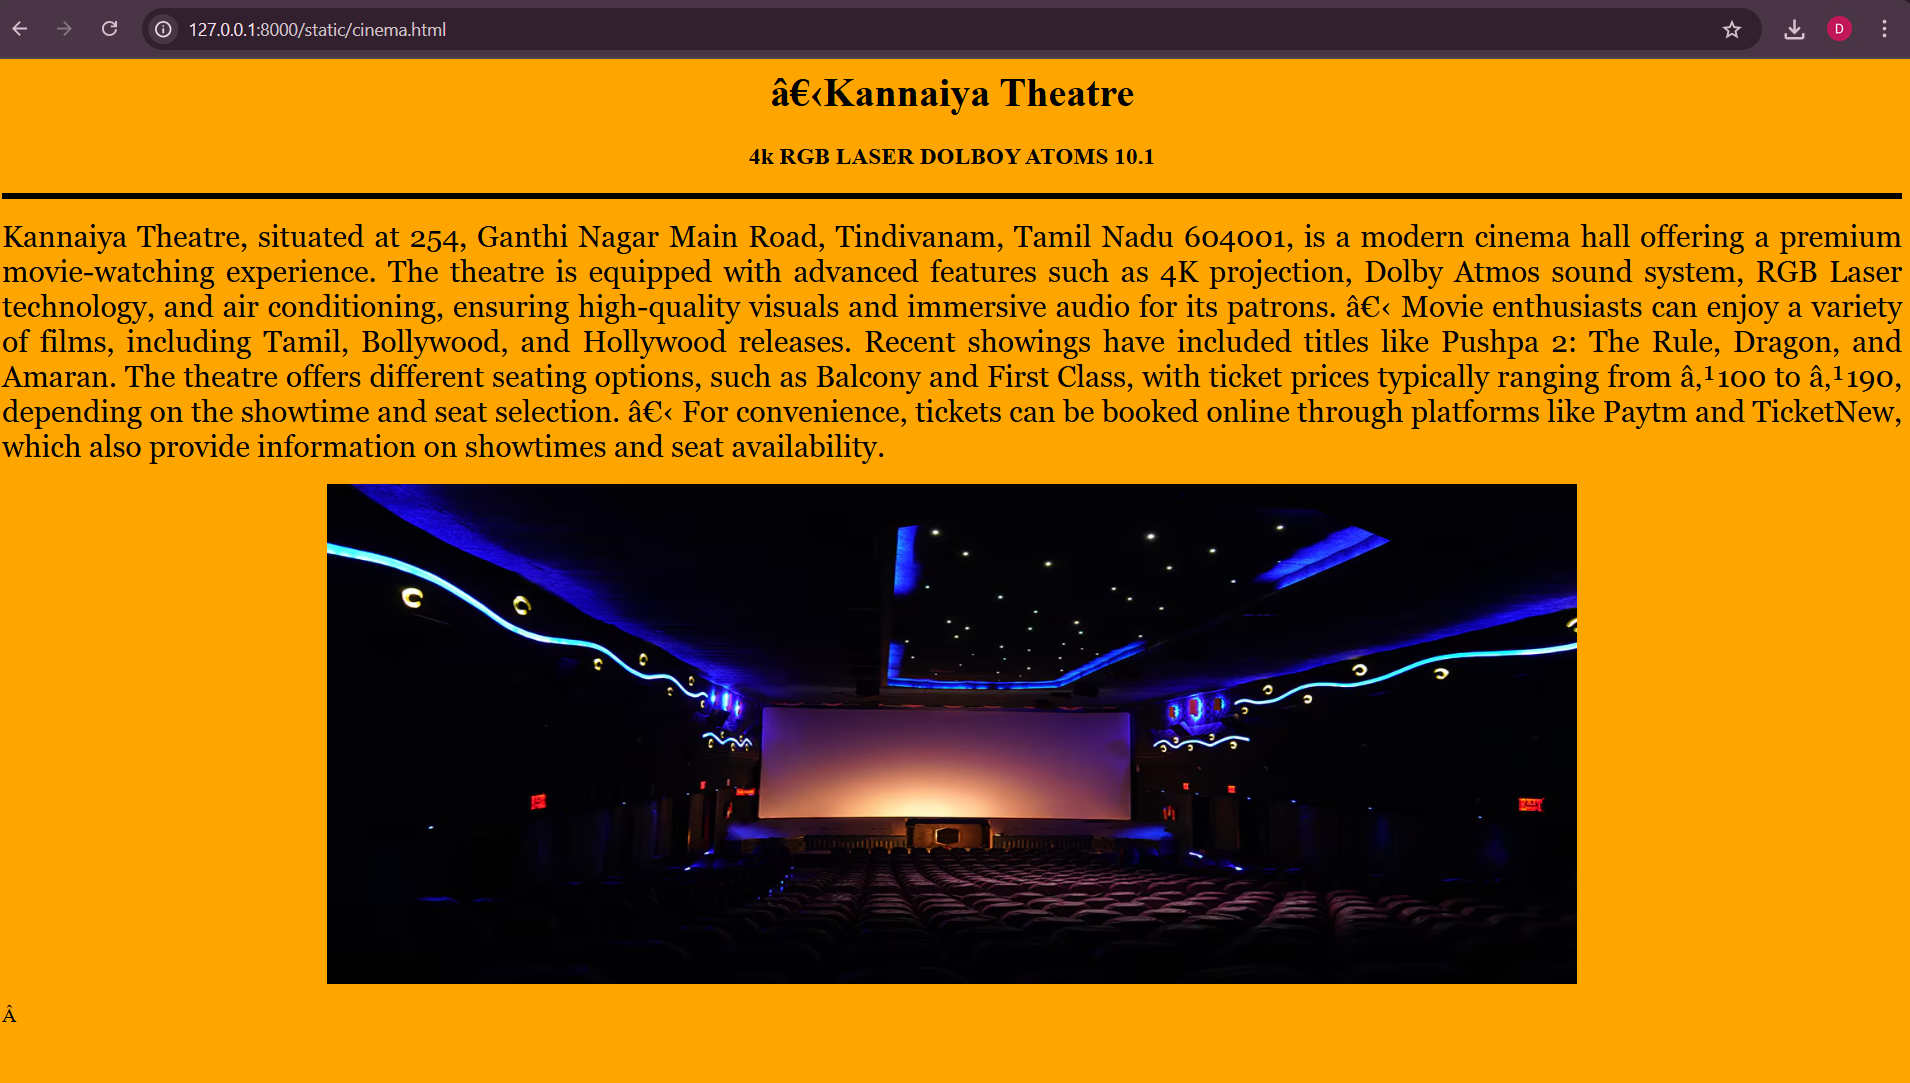 127.0.0.1:8000/static/cinema.html
D
â€‹Kannaiya Theatre
4k RGB LASER DOLBOY ATOMS 10.1
Kannaiya Theatre, situated at 254, Ganthi Nagar Main Road, Tindivanam, Tamil Nadu 604001, is a modern cinema hall offering a premium
movie-watching experience. The theatre is equipped with advanced features such as 4K projection, Dolby Atmos sound system, RGB Laser
technology, and air conditioning, ensuring high-quality visuals and immersive audio for its patrons. â€‹ Movie enthusiasts can enjoy a variety
of films, including Tamil, Bollywood, and Hollywood releases. Recent showings have included titles like Pushpa 2: The Rule, Dragon, and
Amaran. The theatre offers different seating options, such as Balcony and First Class, with ticket prices typically ranging from â‚¹100 to â‚¹190,
depending on the showtime and seat selection. â€‹ For convenience, tickets can be booked online through platforms like Paytm and TicketNew,
which also provide information on showtimes and seat availability.
Â